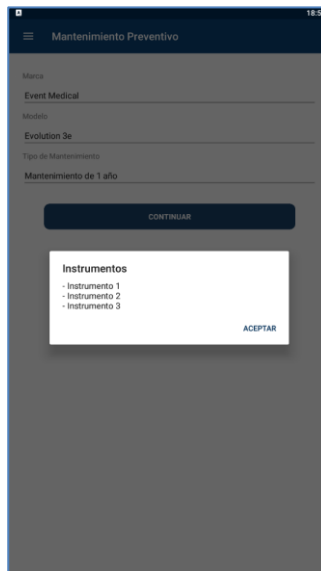 18:5
Mantenimiento Preventivo
Marca
Event Medical
Modelo
Evolution 3e
Tipo de Mantenimiento
Mantenimiento de 1 año
CONTINUAR
Instrumentos
- Instrumento 1
- Instrumento 2
- Instrumento 3
ACEPTAR